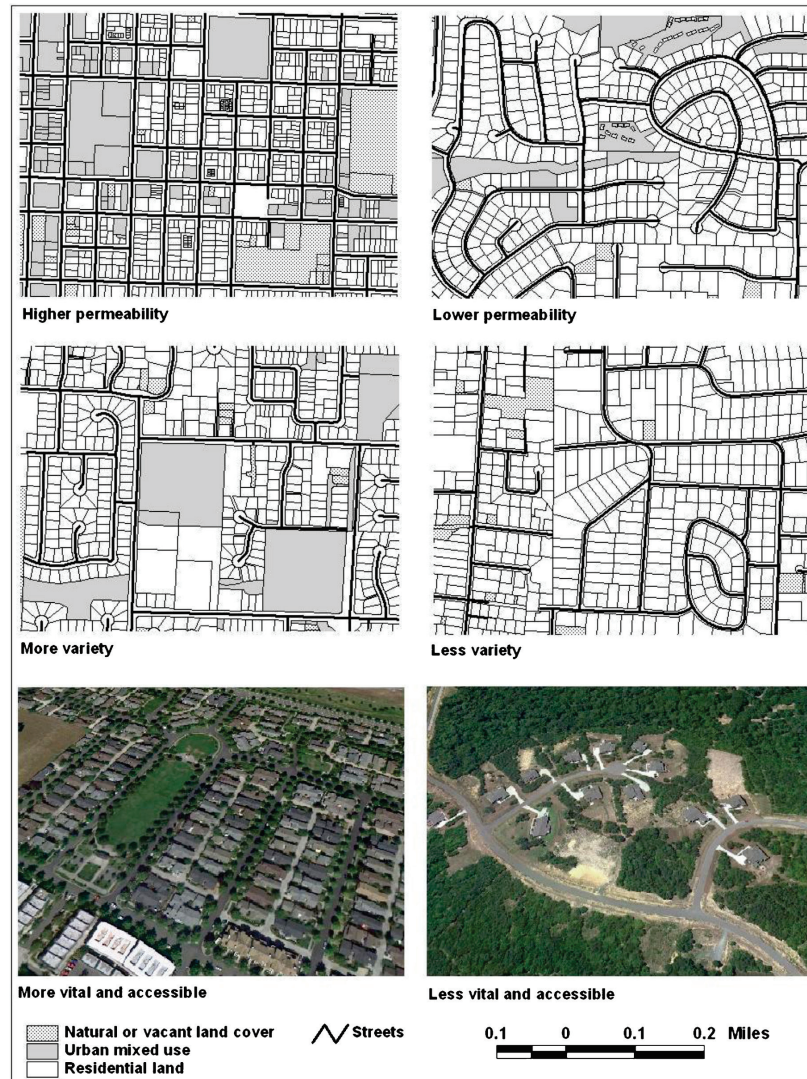 Higher permeability
Lower permeability
More variety
Less variety
More vital and accessible
Less vital and accessible
Natural or vacant land cover
Urban mixed use
Residential land
Streets
0.1 0 0.1 0.2 Miles